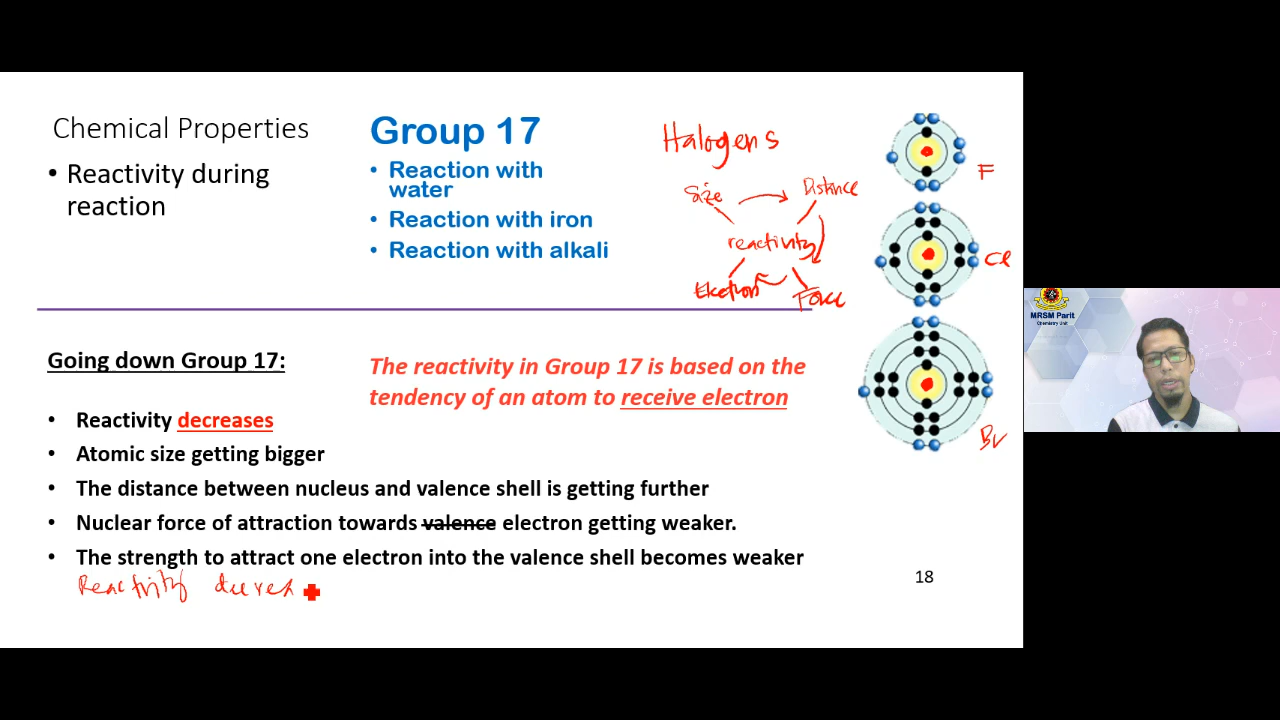 Chemical Properties
• Reactivity during
reaction
Group 17
• Reaction with
water
• Reaction with iron
• Reaction with alkali
Halogens
Size
Distance
reactivity
Electron
Force
F
Cl
Br
MRSM Parit
Chemistry Unit
Going down Group 17:
The reactivity in Group 17 is based on the
tendency of an atom to receive electron
• Reactivity decreases
• Atomic size getting bigger
• The distance between nucleus and valence shell is getting further
• Nuclear force of attraction towards valence electron getting weaker.
• The strength to attract one electron into the valence shell becomes weaker
Reactivity
18